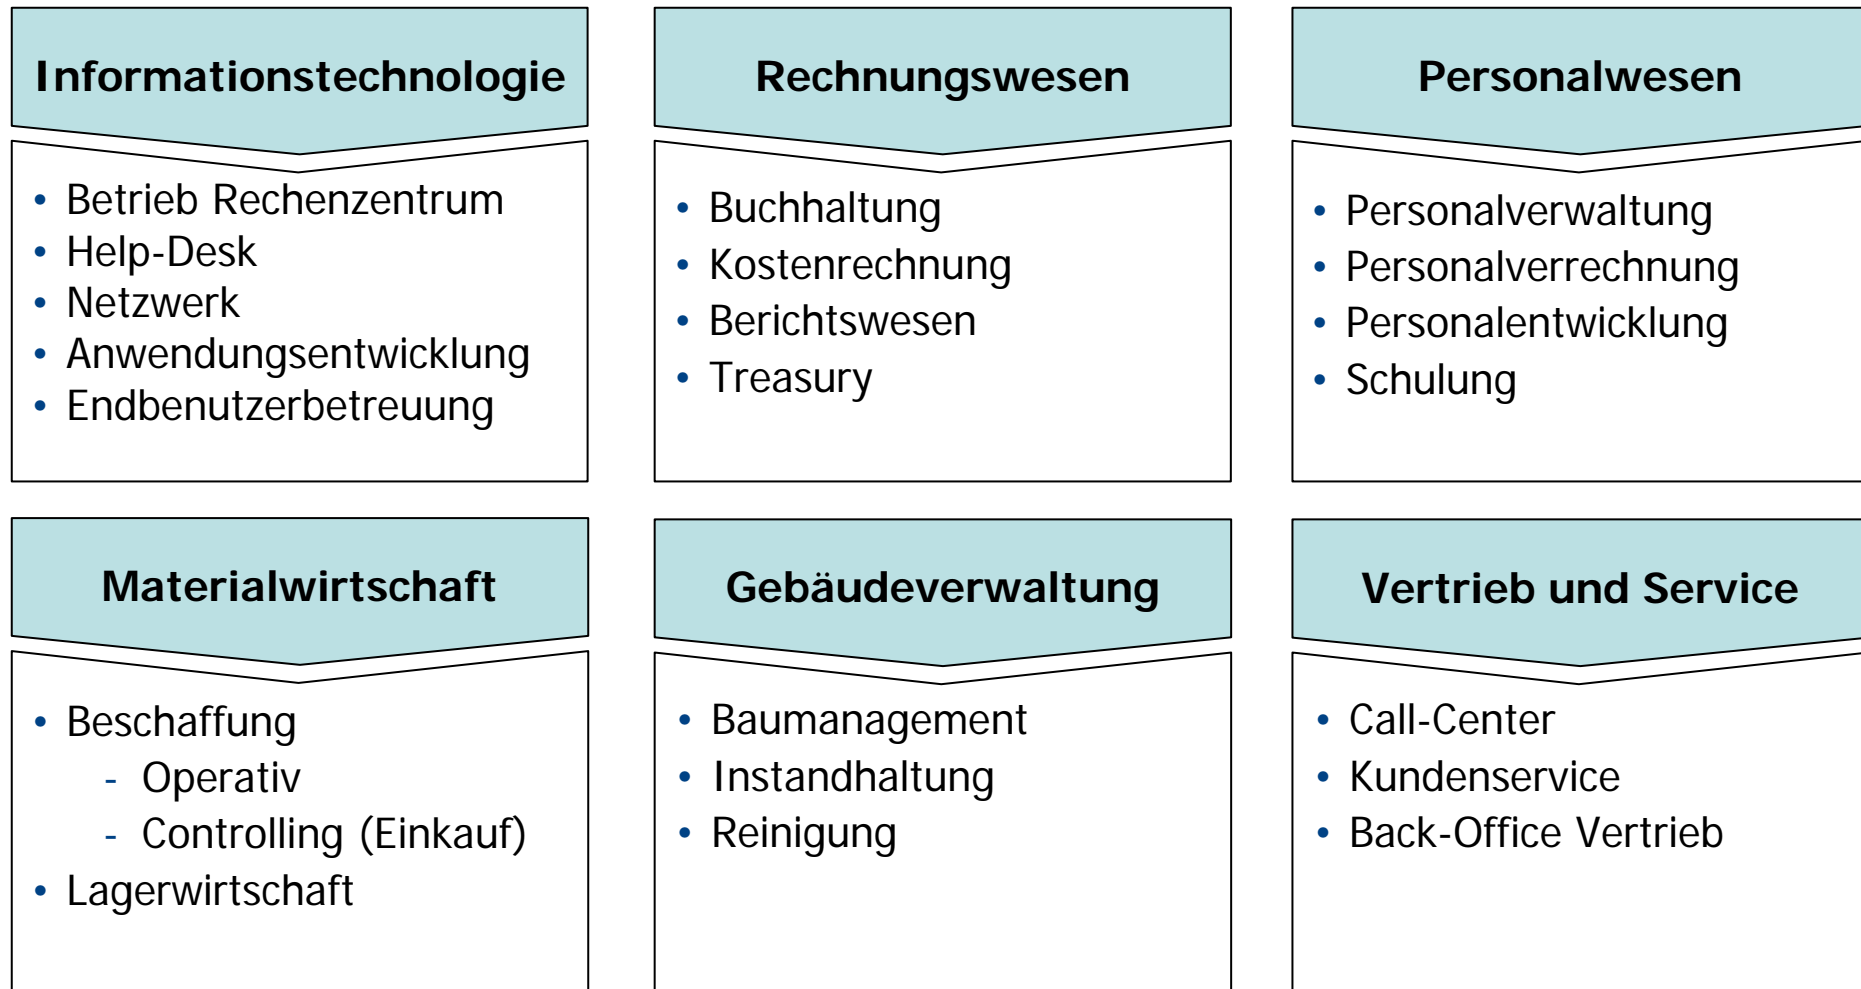 Informationstechnologie
• Betrieb Rechenzentrum
• Help-Desk
• Netzwerk
• Anwendungsentwicklung
• Endbenutzerbetreuung
Rechnungswesen
• Buchhaltung
• Kostenrechnung
• Berichtswesen
• Treasury
Personalwesen
• Personalverwaltung
• Personalverrechnung
• Personalentwicklung
• Schulung
Materialwirtschaft
• Beschaffung
- Operativ
- Controlling (Einkauf)
• Lagerwirtschaft
Gebäudeverwaltung
• Baumanagement
• Instandhaltung
• Reinigung
Vertrieb und Service
• Call-Center
• Kundenservice
• Back-Office Vertrieb